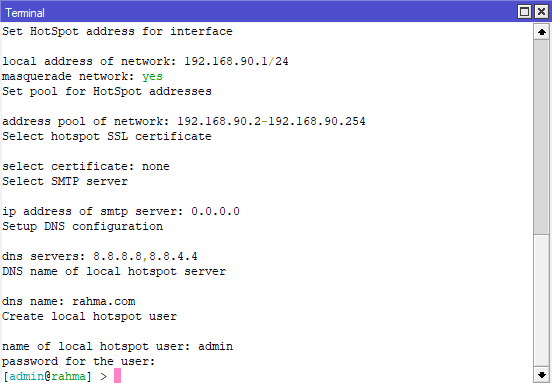 Terminal
Set HotSpot address for interface
local address of network: 192.168.90.1/24
masquerade network: yes
Set pool for HotSpot addresses
address pool of network: 192.168.90.2-192.168.90.254
Select hotspot SSL certificate
select certificate: none
Select SMTP server
ip address of smtp server: 0.0.0.0
Setup DNS configuration
dns servers: 8.8.8.8,8.8.4.4
DNS name of local hotspot server
dns name: rahma.com
Create local hotspot user
name of local hotspot user: admin
password for the user:
[admin@rahma] >